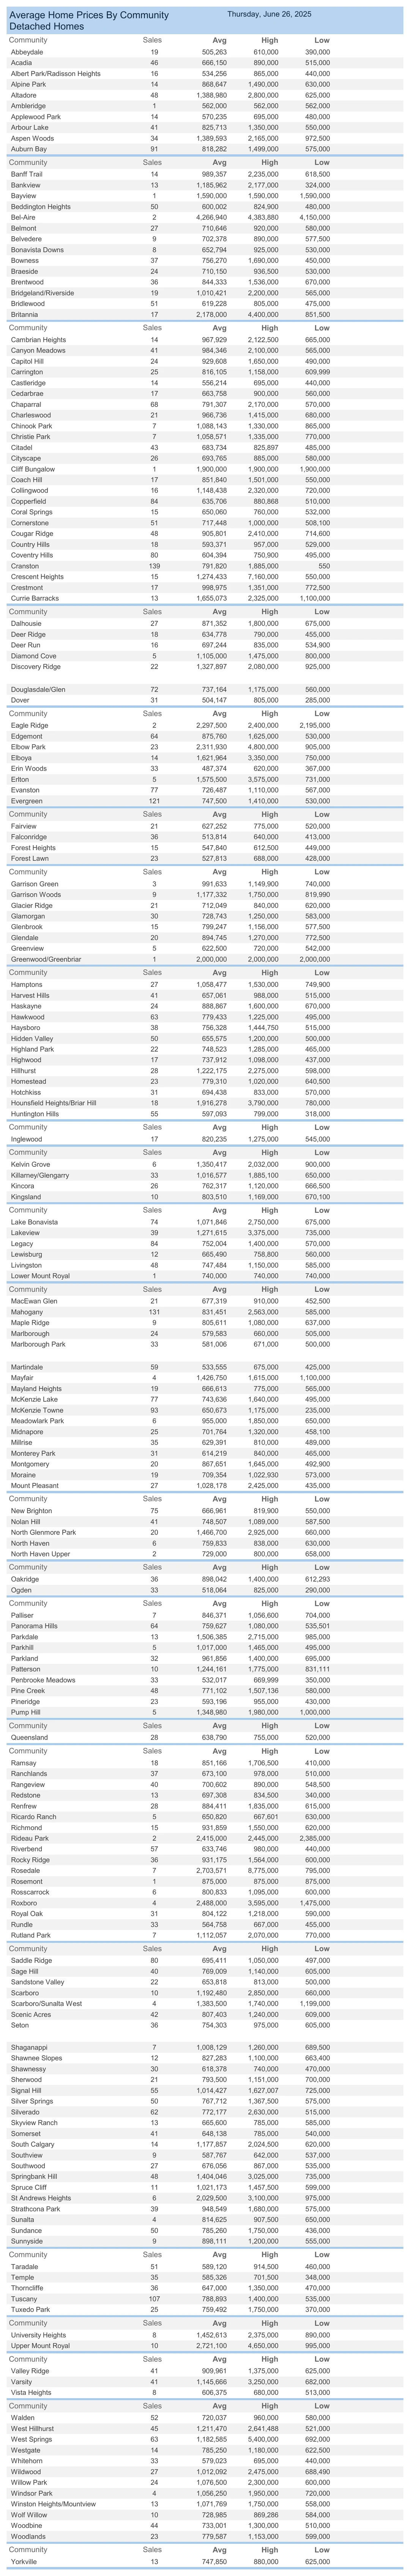 Average Home Prices By Community Thursday, June 26, 2025
Detached Homes
Community Sales Avg High Low
Abbeydale 19 505,263 610,000 390,000
Acadia 46 666,150 890,000 515,000
Albert Park/Radisson Heights 16 534,256 865,000 440,000
Alpine Park 14 868,647 1,490,000 630,000
Altadore 48 1,388,980 2,800,000 625,000
Ambleridge 1 562,000 562,000 562,000
Applewood Park 14 570,235 695,000 480,000
Arbour Lake 41 825,713 1,350,000 550,000
Aspen Woods 34 1,389,593 2,165,000 972,500
Auburn Bay 91 818,282 1,499,000 575,000
Community Sales Avg High Low
Banff Trail 14 989,357 2,235,000 618,500
Bankview 13 1,185,962 2,177,000 324,000
Bayview 1 1,590,000 1,590,000 1,590,000
Beddington Heights 50 600,002 824,900 480,000
Bel-Aire 2 4,266,940 4,383,880 4,150,000
Belmont 27 710,646 920,000 580,000
Belvedere 9 702,378 890,000 577,500
Bonavista Downs 8 652,794 925,000 530,000
Bowness 37 756,270 1,690,000 450,000
Braeside 24 710,150 936,500 530,000
Brentwood 36 844,333 1,536,000 670,000
Bridgeland/Riverside 19 1,010,421 2,200,000 565,000
Bridlewood 51 619,228 805,000 475,000
Britannia 17 2,178,000 4,400,000 851,500
Community Sales Avg High Low
Cambrian Heights 14 967,929 2,122,500 665,000
Canyon Meadows 41 984,346 2,100,000 565,000
Capitol Hill 24 929,608 1,650,000 490,000
Carrington 25 816,105 1,158,000 609,999
Castleridge 14 556,214 695,000 440,000
Cedarbrae 17 663,758 900,000 560,000
Chaparral 68 791,307 2,170,000 570,000
Charleswood 21 966,736 1,415,000 680,000
Chinook Park 7 1,088,143 1,330,000 865,000
Christie Park 7 1,058,571 1,335,000 770,000
Citadel 43 683,734 825,897 485,000
Cityscape 26 693,765 885,000 580,000
Cliff Bungalow 1 1,900,000 1,900,000 1,900,000
Coach Hill 17 851,840 1,501,000 550,000
Collingwood 16 1,148,438 2,320,000 720,000
Copperfield 84 635,706 880,868 510,000
Coral Springs 15 650,060 760,000 532,000
Cornerstone 51 717,448 1,000,000 508,100
Cougar Ridge 48 905,801 2,410,000 714,600
Country Hills 18 593,371 957,000 529,000
Coventry Hills 80 604,394 750,900 495,000
Cranston 139 791,820 1,885,000 550
Crescent Heights 15 1,274,433 7,160,000 550,000
Crestmont 17 998,975 1,351,000 772,500
Currie Barracks 13 1,655,073 2,325,000 1,100,000
Community Sales Avg High Low
Dalhousie 27 871,352 1,800,000 675,000
Deer Ridge 18 634,778 790,000 455,000
Deer Run 16 697,244 835,000 534,900
Diamond Cove 5 1,105,000 1,475,000 800,000
Discovery Ridge 22 1,327,897 2,080,000 925,000
Douglasdale/Glen 72 737,164 1,175,000 560,000
Dover 31 504,147 805,000 285,000
Community Sales Avg High Low
Eagle Ridge 2 2,297,500 2,400,000 2,195,000
Edgemont 64 875,760 1,625,000 530,000
Elbow Park 23 2,311,930 4,800,000 905,000
Elboya 14 1,621,964 3,350,000 750,000
Erin Woods 33 487,374 620,000 367,000
Erlton 5 1,575,500 3,575,000 731,000
Evanston 77 726,487 1,110,000 567,000
Evergreen 121 747,500 1,410,000 530,000
Community Sales Avg High Low
Fairview 21 627,252 775,000 520,000
Falconridge 36 513,814 640,000 413,000
Forest Heights 15 547,840 612,500 449,000
Forest Lawn 23 527,813 688,000 428,000
Community Sales Avg High Low
Garrison Green 3 991,633 1,149,900 740,000
Garrison Woods 9 1,177,332 1,750,000 819,990
Glacier Ridge 21 712,049 840,000 620,000
Glamorgan 30 728,743 1,250,000 583,000
Glenbrook 15 799,247 1,156,000 577,500
Glendale 20 894,745 1,270,000 772,500
Greenview 5 622,500 720,000 542,000
Greenwood/Greenbriar 1 2,000,000 2,000,000 2,000,000
Community Sales Avg High Low
Hamptons 27 1,058,477 1,530,000 749,900
Harvest Hills 41 657,061 988,000 515,000
Haskayne 24 888,867 1,600,000 670,000
Hawkwood 63 779,433 1,225,000 495,000
Haysboro 38 756,328 1,444,750 515,000
Hidden Valley 50 655,575 1,200,000 500,000
Highland Park 22 748,523 1,285,000 465,000
Highwood 17 737,912 1,098,000 437,000
Hillhurst 28 1,222,175 2,275,000 598,000
Homestead 23 779,310 1,020,000 640,500
Hotchkiss 31 694,438 833,000 570,000
Hounsfield Heights/Briar Hill 18 1,916,278 3,790,000 780,000
Huntington Hills 55 597,093 799,000 318,000
Community Sales Avg High Low
Inglewood 17 820,235 1,275,000 545,000
Community Sales Avg High Low
Kelvin Grove 6 1,350,417 2,032,000 900,000
Killarney/Glengarry 33 1,016,577 1,885,100 650,000
Kincora 26 762,317 1,120,000 666,500
Kingsland 10 803,510 1,169,000 670,100
Community Sales Avg High Low
Lake Bonavista 74 1,071,846 2,750,000 675,000
Lakeview 39 1,271,615 3,375,000 735,000
Legacy 84 752,004 1,400,000 570,000
Lewisburg 12 665,490 758,800 560,000
Livingston 48 747,484 1,150,000 585,000
Lower Mount Royal 1 740,000 740,000 740,000
Community Sales Avg High Low
MacEwan Glen 21 677,319 910,000 452,500
Mahogany 131 831,451 2,563,000 585,000
Maple Ridge 9 805,611 1,080,000 637,000
Marlborough 24 579,583 660,000 505,000
Marlborough Park 33 581,006 671,000 500,000
Martindale 59 533,555 675,000 425,000
Mayfair 4 1,426,750 1,615,000 1,100,000
Mayland Heights 19 666,613 775,000 565,000
McKenzie Lake 77 743,636 1,640,000 495,000
McKenzie Towne 93 650,673 1,175,000 235,000
Meadowlark Park 6 955,000 1,850,000 650,000
Midnapore 25 701,764 1,320,000 458,100
Millrise 35 629,391 810,000 489,000
Monterey Park 31 614,219 840,000 465,000
Montgomery 20 867,651 1,645,000 492,900
Moraine 19 709,354 1,022,930 573,000
Mount Pleasant 27 1,028,178 2,425,000 435,000
Community Sales Avg High Low
New Brighton 75 666,961 819,900 550,000
Nolan Hill 41 748,507 1,089,000 587,500
North Glenmore Park 20 1,466,700 2,925,000 660,000
North Haven 6 759,833 838,000 630,000
North Haven Upper 2 729,000 800,000 658,000
Community Sales Avg High Low
Oakridge 36 898,042 1,400,000 612,293
Ogden 33 518,064 825,000 290,000
Community Sales Avg High Low
Palliser 7 846,371 1,056,600 704,000
Panorama Hills 64 759,627 1,080,000 535,501
Parkdale 13 1,506,385 2,715,000 985,000
Parkhill 5 1,017,000 1,465,000 495,000
Parkland 32 961,856 1,400,000 695,000
Patterson 10 1,244,161 1,775,000 831,111
Penbrooke Meadows 33 532,017 669,999 350,000
Pine Creek 48 771,102 1,507,136 580,000
Pineridge 23 593,196 955,000 430,000
Pump Hill 5 1,348,980 1,980,000 1,000,000
Community Sales Avg High Low
Queensland 28 638,790 755,000 520,000
Community Sales Avg High Low
Ramsay 18 851,166 1,706,500 410,000
Ranchlands 37 673,100 978,000 510,000
Rangeview 40 700,602 890,000 548,500
Redstone 13 697,308 834,500 340,000
Renfrew 28 884,411 1,835,000 615,000
Ricardo Ranch 5 650,820 667,601 630,000
Richmond 15 931,859 1,550,000 620,000
Rideau Park 2 2,415,000 2,445,000 2,385,000
Riverbend 57 633,746 980,000 440,000
Rocky Ridge 36 931,175 1,564,000 600,000
Rosedale 7 2,703,571 8,775,000 795,000
Rosemont 1 875,000 875,000 875,000
Rosscarrock 6 800,833 1,095,000 600,000
Roxboro 4 2,488,000 3,595,000 1,475,000
Royal Oak 31 804,122 1,218,000 590,000
Rundle 33 564,758 667,000 455,000
Rutland Park 7 1,112,057 2,070,000 770,000
Community Sales Avg High Low
Saddle Ridge 80 695,411 1,050,000 497,000
Sage Hill 40 769,009 1,140,000 605,000
Sandstone Valley 22 653,818 813,000 500,000
Scarboro 10 1,192,480 2,850,000 660,000
Scarboro/Sunalta West 4 1,383,500 1,740,000 1,199,000
Scenic Acres 42 807,403 1,240,000 609,000
Seton 36 754,303 975,000 605,000
Shaganappi 7 1,008,129 1,260,000 689,500
Shawnee Slopes 12 827,283 1,100,000 663,400
Shawnessy 30 618,378 740,000 470,000
Sherwood 21 793,500 1,151,000 700,000
Signal Hill 55 1,014,427 1,627,007 725,000
Silver Springs 50 767,712 1,367,500 575,000
Silverado 62 772,177 2,630,000 515,000
Skyview Ranch 13 665,600 785,000 585,000
Somerset 41 648,138 785,000 540,000
South Calgary 14 1,177,857 2,024,500 620,000
Southview 9 587,767 642,000 537,000
Southwood 27 676,056 867,000 535,000
Springbank Hill 48 1,404,046 3,025,000 735,000
Spruce Cliff 11 1,021,173 1,457,500 599,000
St Andrews Heights 6 2,029,500 3,100,000 975,000
Strathcona Park 39 948,549 1,680,000 575,000
Sunalta 4 814,625 907,500 650,000
Sundance 50 785,260 1,750,000 436,000
Sunnyside 9 898,111 1,200,000 555,000
Community Sales Avg High Low
Taradale 51 589,120 914,500 460,000
Temple 35 585,326 701,500 348,000
Thorncliffe 36 647,000 1,350,000 470,000
Tuscany 107 788,893 1,400,000 535,000
Tuxedo Park 25 759,492 1,750,000 370,000
Community Sales Avg High Low
University Heights 8 1,452,613 2,375,000 890,000
Upper Mount Royal 10 2,721,100 4,650,000 995,000
Community Sales Avg High Low
Valley Ridge 41 909,961 1,375,000 625,000
Varsity 41 1,145,666 3,250,000 682,000
Vista Heights 8 606,375 680,000 513,000
Community Sales Avg High Low
Walden 52 720,037 960,000 580,000
West Hillhurst 45 1,211,470 2,641,488 521,000
West Springs 63 1,182,585 5,400,000 692,000
Westgate 14 785,250 1,180,000 622,500
Whitehorn 33 579,023 695,000 440,000
Wildwood 27 1,012,092 2,475,000 688,490
Willow Park 24 1,076,500 2,300,000 600,000
Windsor Park 4 1,056,250 1,950,000 720,000
Winston Heights/Mountview 13 1,071,769 1,750,000 558,000
Wolf Willow 10 728,985 869,286 584,000
Woodbine 44 733,001 1,300,000 510,000
Woodlands 23 779,587 1,153,000 599,000
Community Sales Avg High Low
Yorkville 13 747,850 880,000 625,000